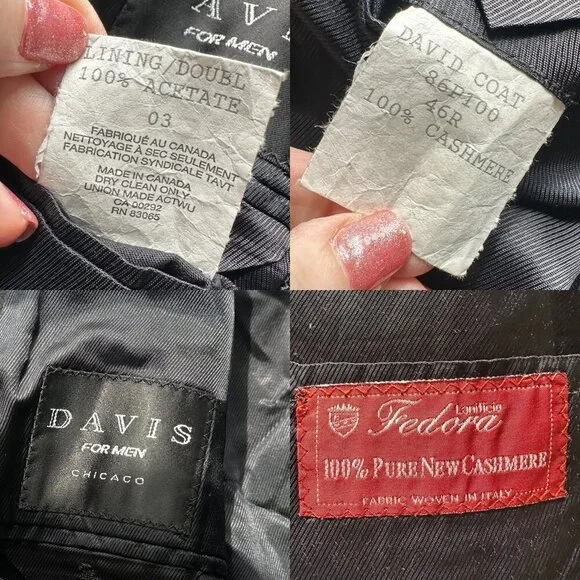 DAVIS
FOR MEN
LINING/DOUBL
100% ACETATE
03
FABRIQUÉ AU CANADA
NETTOYAGE À SEC SEULEMENT
FABRICATION SYNDICALE TAVT
MADE IN CANADA
DRY CLEAN ONLY
UNION MADE ACTWU
CA 00292
RN 83065
DAVID COAT
86P100
46R
100% CASHMERE
DAVIS
FOR MEN
CHICAGO
Lanificio
Fedora
100% PURE NEW CASHMERE
FABRIC WOVEN IN ITALY